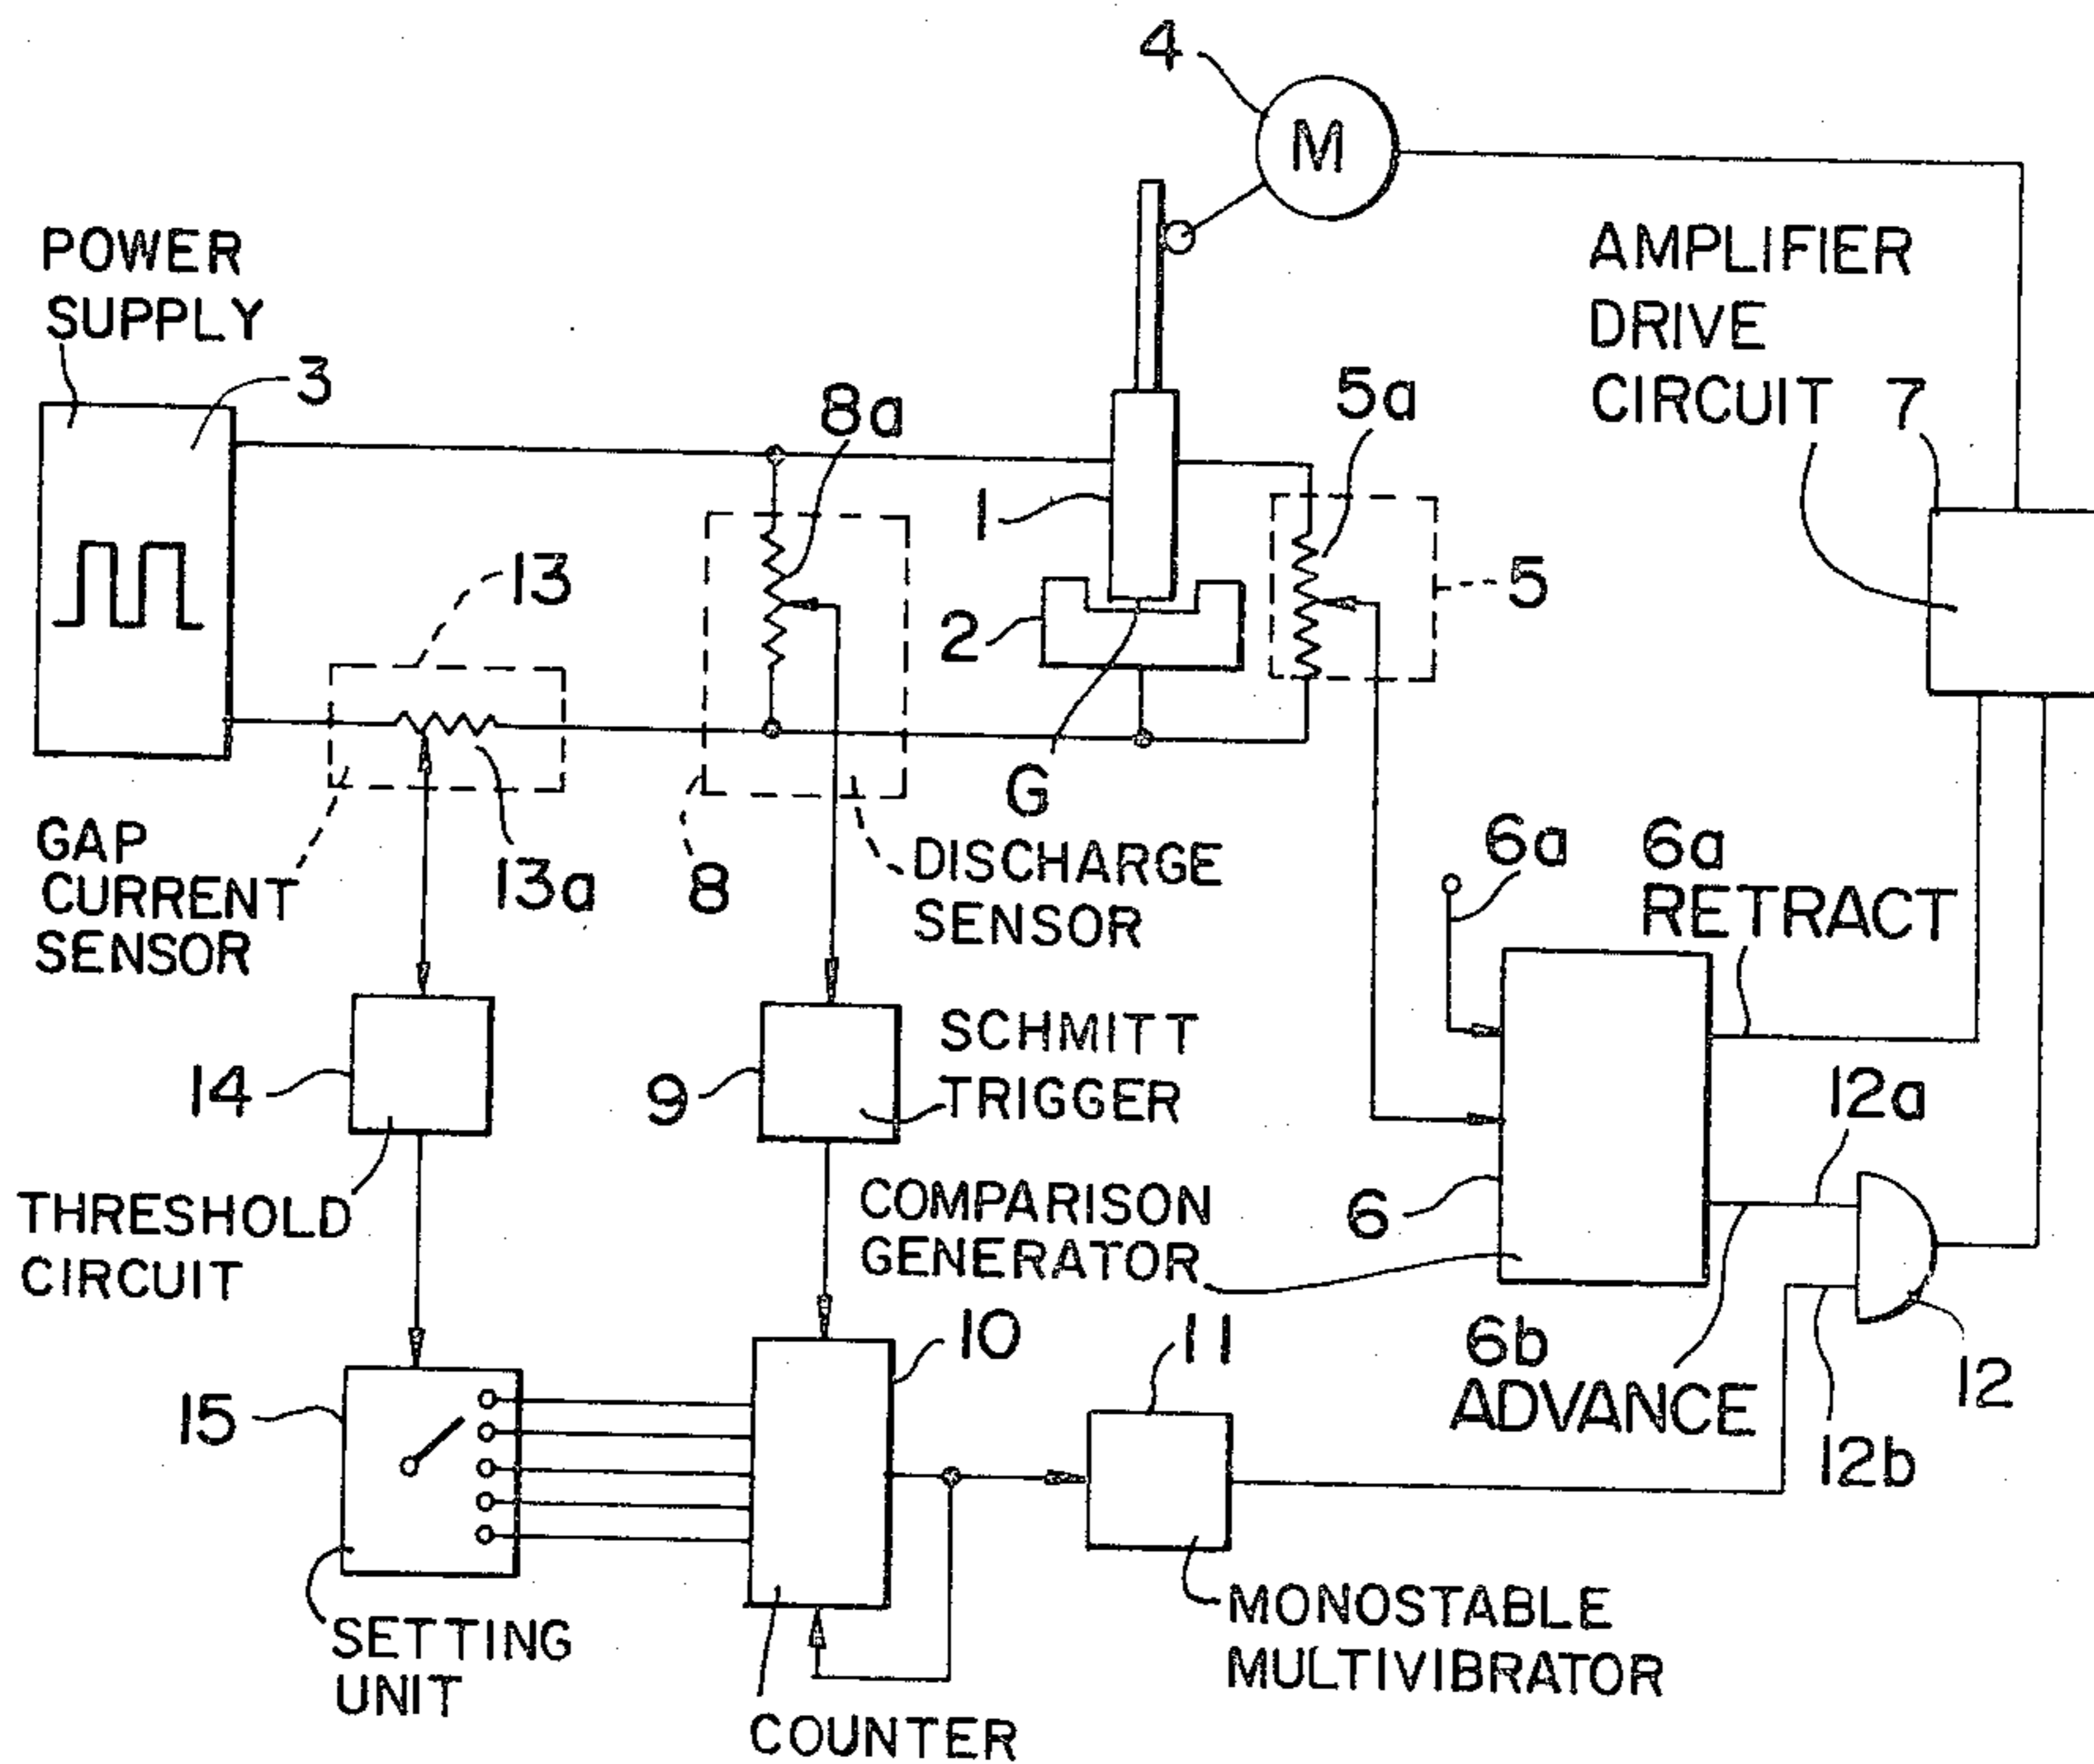 4
M
POWER
SUPPLY
3
8a
5a
AMPLIFIER
DRIVE
CIRCUIT 7
1
13
2
5
G
GAP
CURRENT
SENSOR
13a
8
DISCHARGE
SENSOR
6a
6a
RETRACT
14
9
SCHMITT
TRIGGER
12a
THRESHOLD
CIRCUIT
COMPARISON
GENERATOR
6
10
11
6b
ADVANCE
12
15
12b
SETTING
UNIT
COUNTER
MONOSTABLE
MULTIVIBRATOR